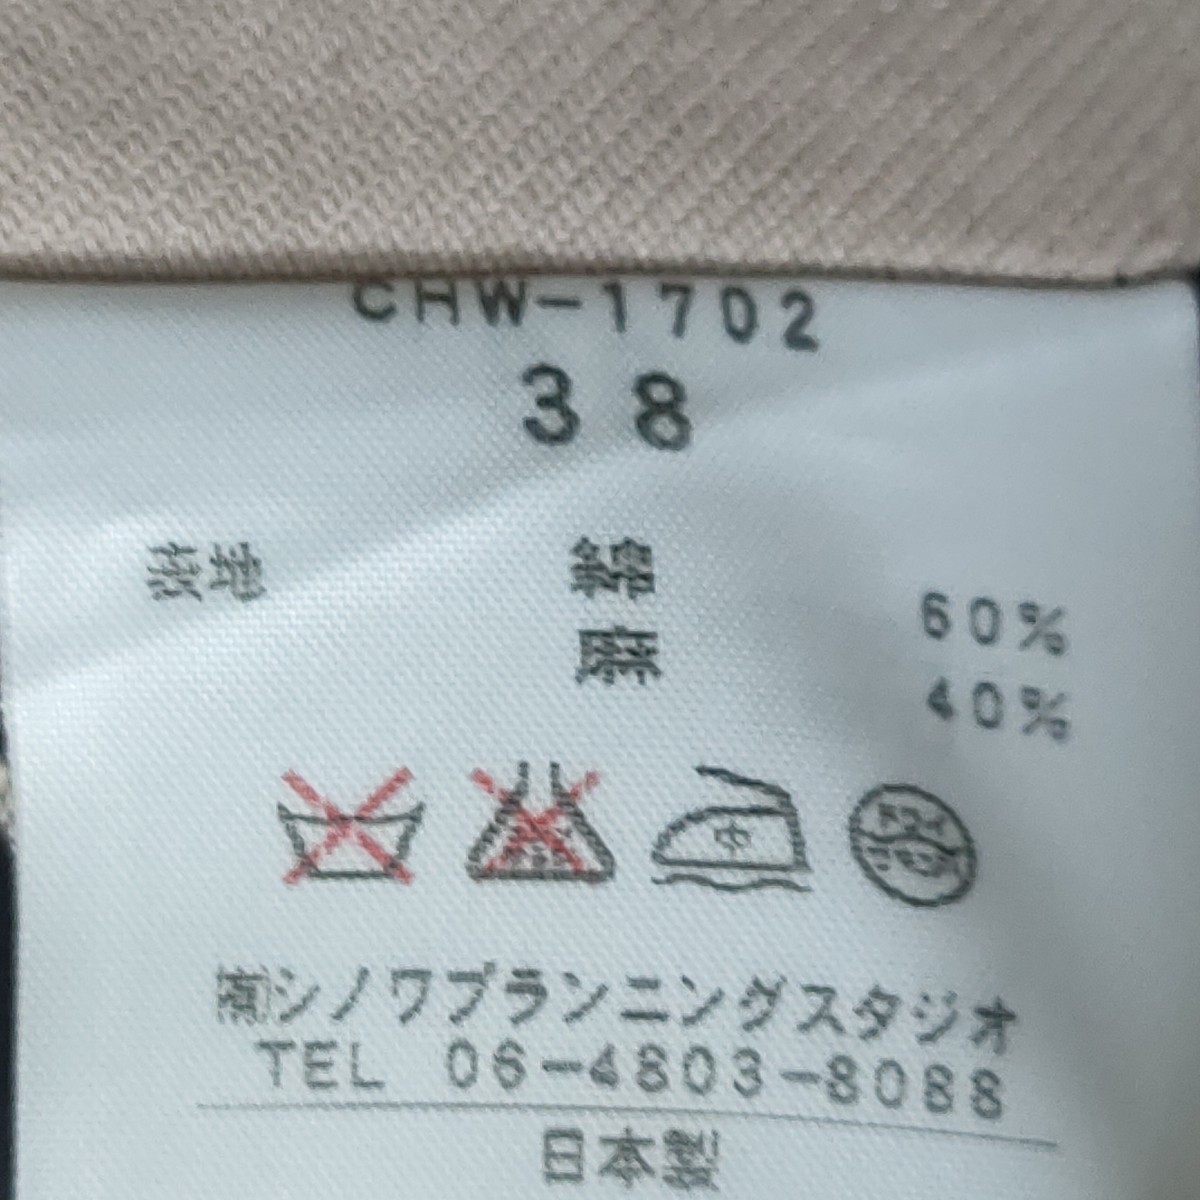 CHW-1702
38
表地 綿 60%
麻 40%
中
㈲シノワプランニングスタジオ
TEL 06-4803-8088
日本製